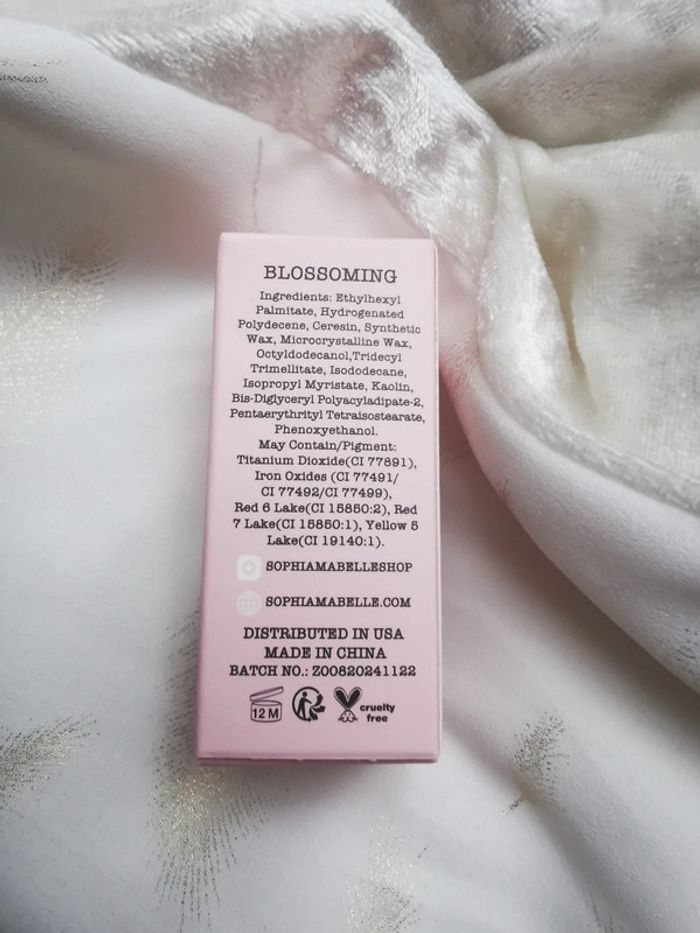 BLOSSOMING
Ingredients: Ethylhexyl
Palmitate, Hydrogenated
Polydecene, Ceresin, Synthetic
Wax, Microcrystalline Wax,
Octyldodecanol,Tridecyl
Trimellitate, Isododecane,
Isopropyl Myristate, Kaolin,
Bis-Diglyceryl Polyacyladipate-2,
Pentaerythrityl Tetraisostearate,
Phenoxyethanol.
May Contain/Pigment:
Titanium Dioxide(CI 77891),
Iron Oxides (CI 77491/
CI 77492/CI 77499),
Red 6 Lake(CI 15850:2), Red
7 Lake(CI 15850:1), Yellow 5
Lake(CI 19140:1).
SOPHIAMABELLESHOP
SOPHIAMABELLE.COM
DISTRIBUTED IN USA
MADE IN CHINA
BATCH NO.: Z00820241122
12 M
cruelty
free